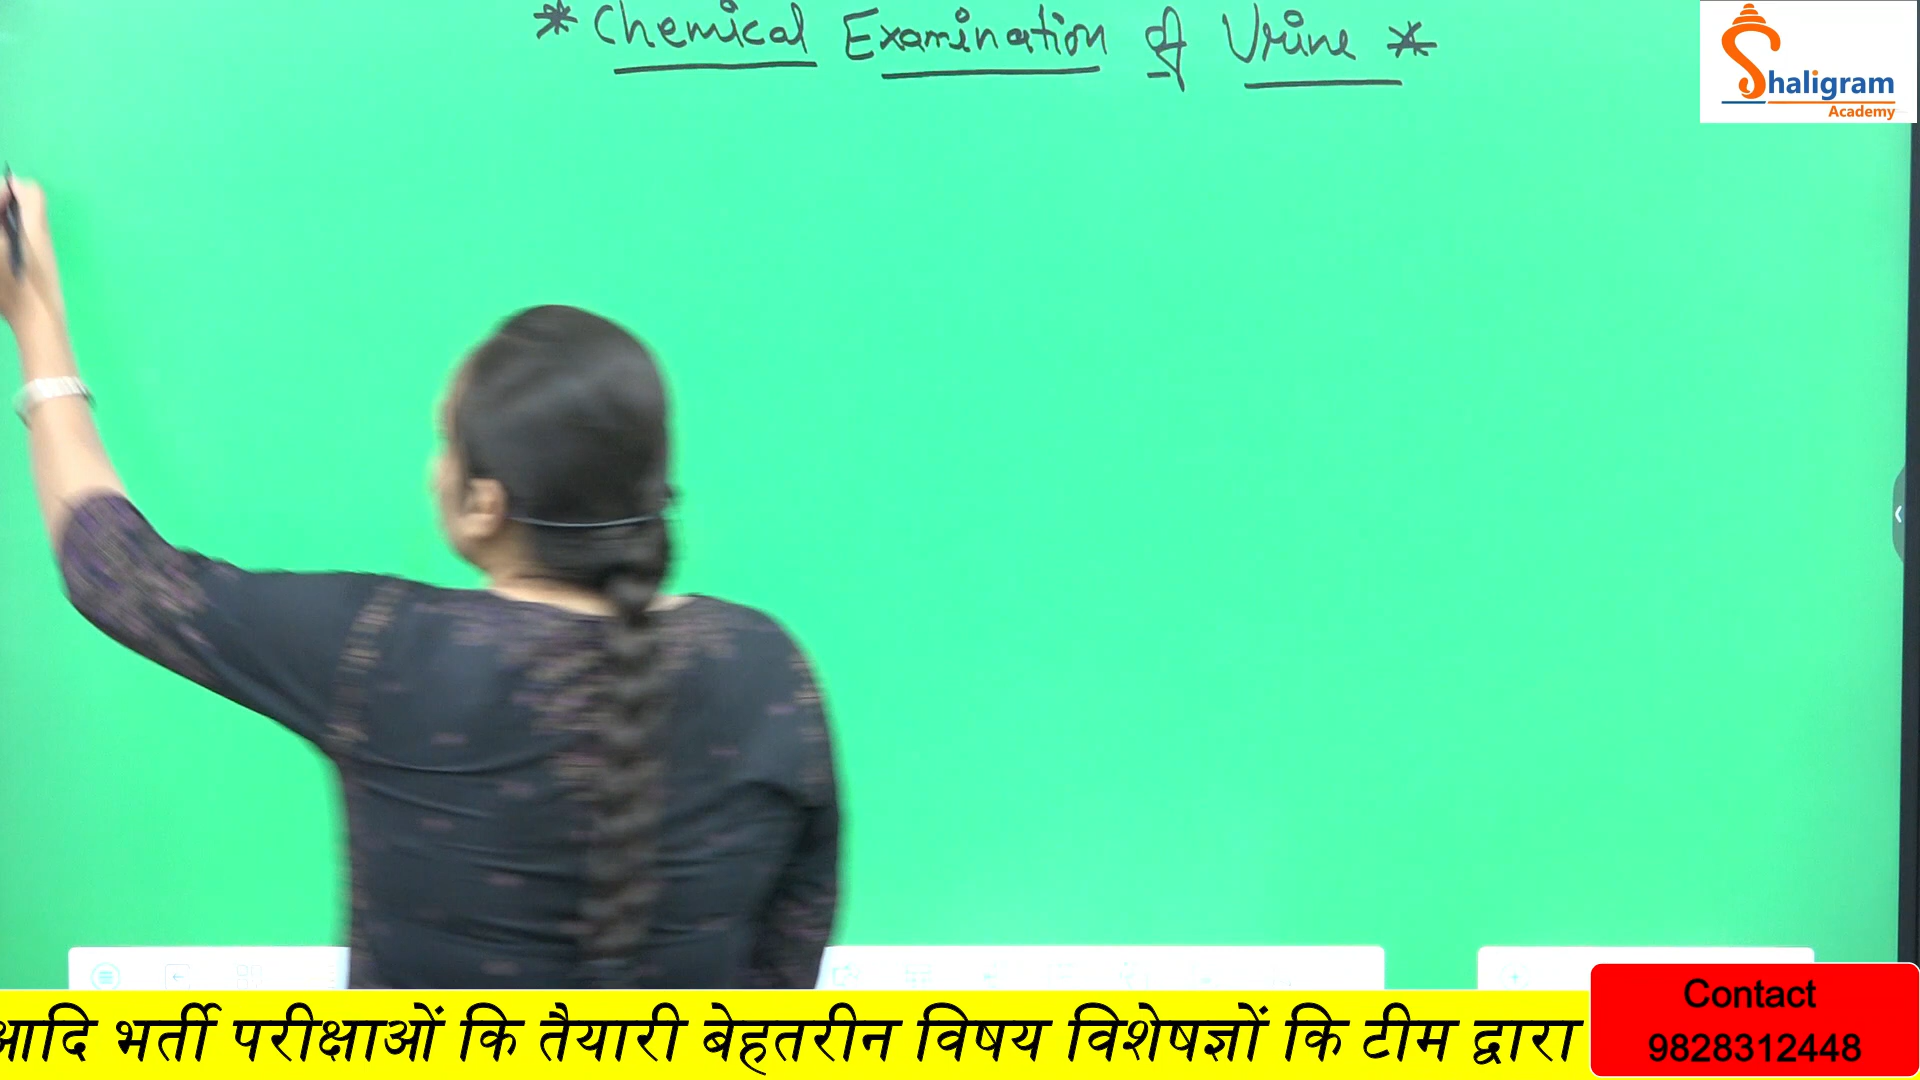 * Chemical Examination of Urine *
Shaligram
Academy
आदि भर्ती परीक्षाओं कि तैयारी बेहतरीन विषय विशेषज्ञों कि टीम द्वारा
Contact
9828312448